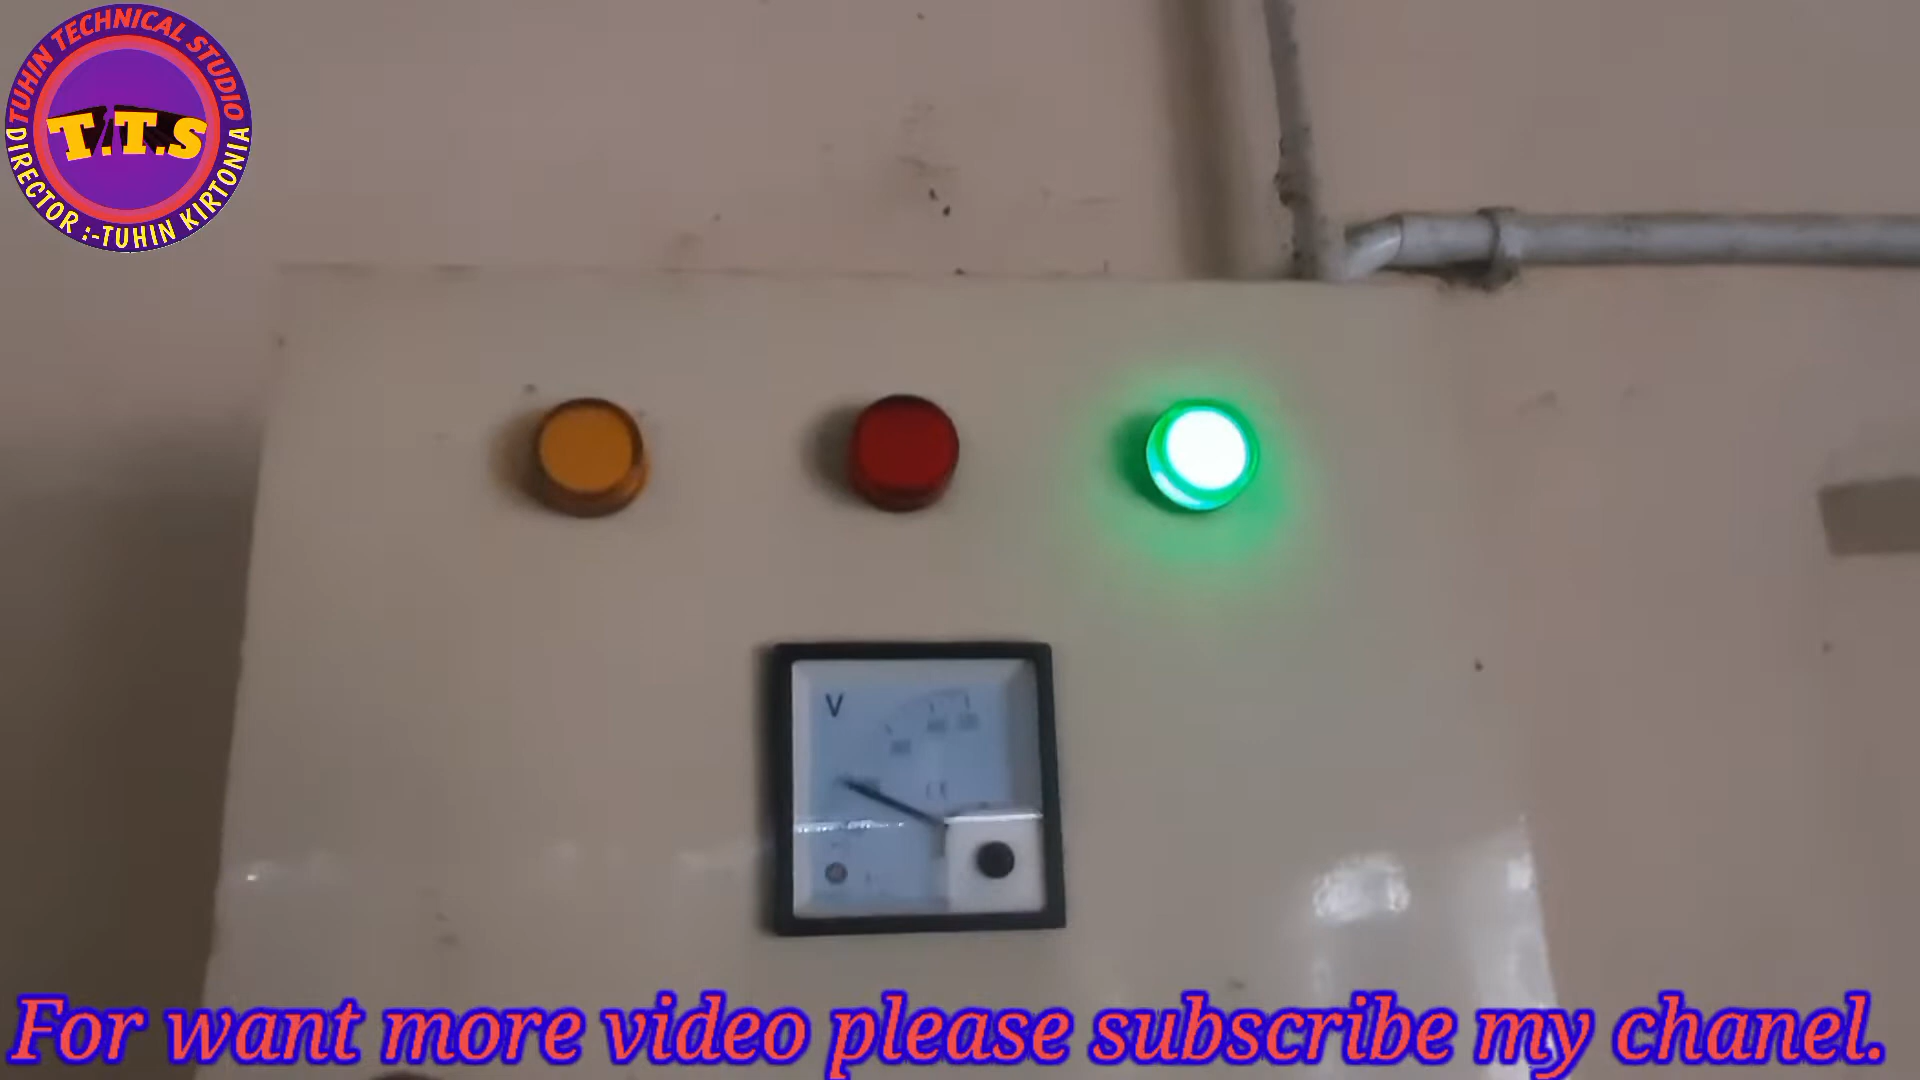 TUHIN TECHNICAL STUDIO
T.T.S
DIRECTOR :-TUHIN KIRTONIA
V
For want more video please subscribe my chanel.